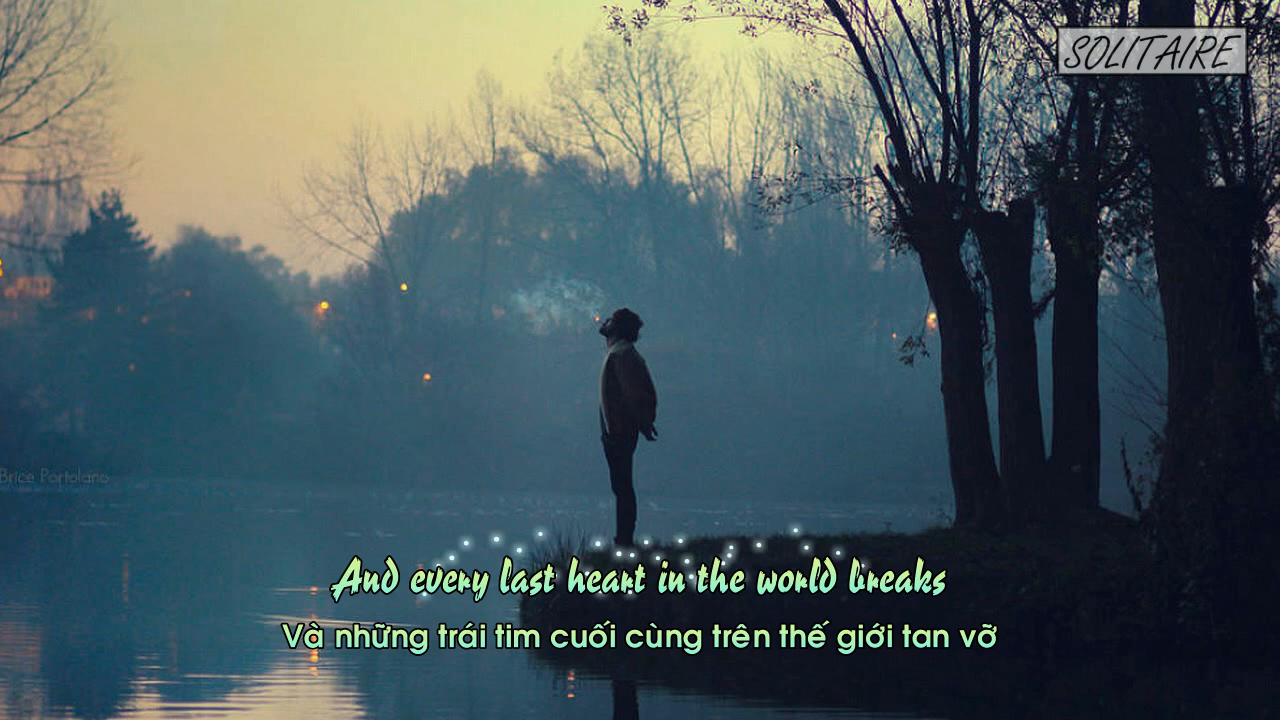 SOLITAIRE
Brice Portolano
And every last heart in the world breaks
Và những trái tim cuối cùng trên thế giới tan vỡ